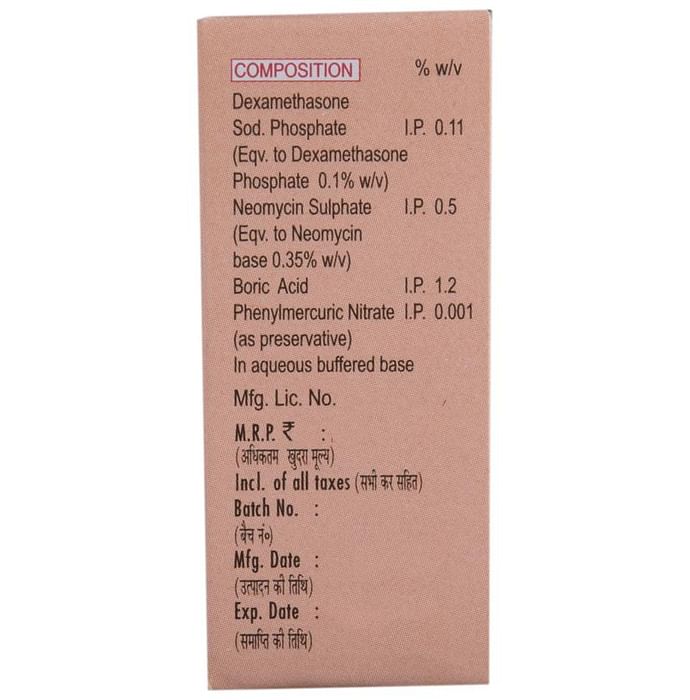 COMPOSITION % w/v
Dexamethasone
Sod. Phosphate I.P. 0.11
(Eqv. to Dexamethasone
Phosphate 0.1% w/v)
Neomycin Sulphate I.P. 0.5
(Eqv. to Neomycin
base 0.35% w/v)
Boric Acid I.P. 1.2
Phenylmercuric Nitrate I.P. 0.001
(as preservative)
In aqueous buffered base
Mfg. Lic. No.
M.R.P. ₹ :
(अधिकतम खुदरा मूल्य)
Incl. of all taxes (सभी कर सहित)
Batch No. :
(बैच नं०)
Mfg. Date :
(उत्पादन की तिथि)
Exp. Date :
(समाप्ति की तिथि)